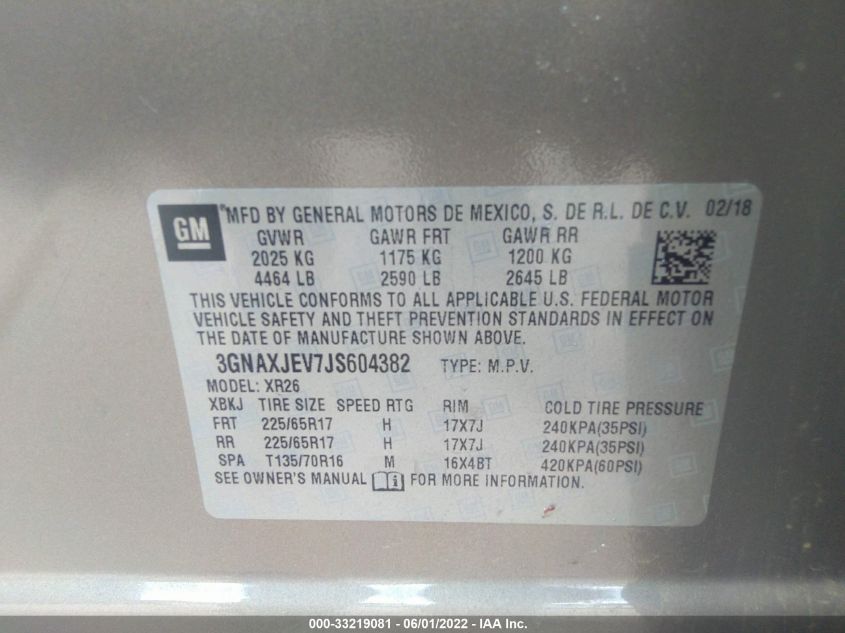 GM ® MFD BY GENERAL MOTORS DE MEXICO, S. DE R.L. DE C.V. 02/18
GVWR GAWR FRT GAWR RR
2025 KG 1175 KG 1200 KG
4464 LB 2590 LB 2645 LB
THIS VEHICLE CONFORMS TO ALL APPLICABLE U.S. FEDERAL MOTOR
VEHICLE SAFETY AND THEFT PREVENTION STANDARDS IN EFFECT ON
THE DATE OF MANUFACTURE SHOWN ABOVE.
3GNAXJEV7JS604382 TYPE: M.P.V.
MODEL: XR26
XBKJ TIRE SIZE SPEED RTG RIM COLD TIRE PRESSURE
FRT 225/65R17 H 17X7J 240KPA(35PSI)
RR 225/65R17 H 17X7J 240KPA(35PSI)
SPA T135/70R16 M 16X4BT 420KPA(60PSI)
SEE OWNER'S MANUAL i FOR MORE INFORMATION.
000-33219081 - 06/01/2022 - IAA Inc.